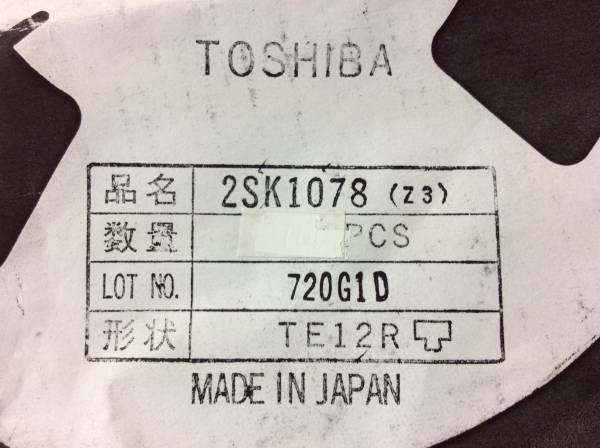 TOSHIBA
品名 2SK1078 (Z3)
数量 PCS
LOT NO. 720G1D
形状 TE12R
MADE IN JAPAN